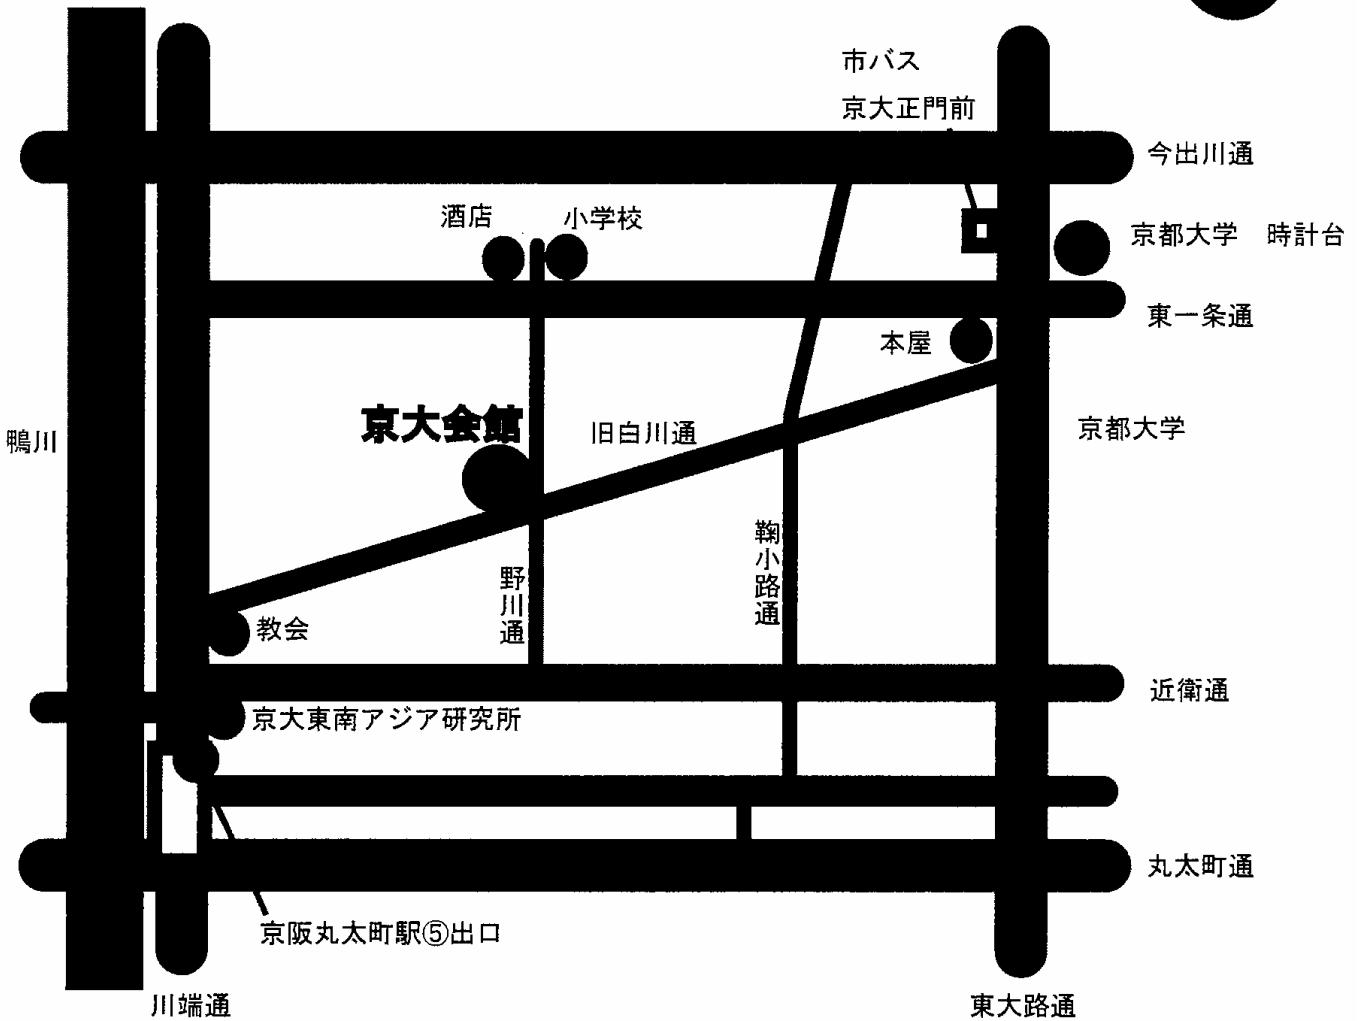 市バス
京大正門前
今出川通
酒店
小学校
京都大学　時計台
東一条通
本屋
京大会館
旧白川通
京都大学
鴨川
鞠小路通
野川通
教会
近衛通
京大東南アジア研究所
丸太町通
京阪丸太町駅⑤出口
川端通
東大路通